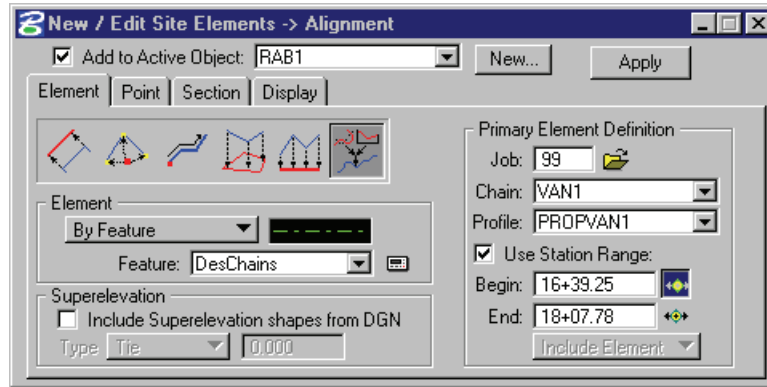 New / Edit Site Elements -> Alignment
Add to Active Object: RAB1 New... Apply
Element Point Section Display
Primary Element Definition
Job: 99
Chain: VAN1
Profile: PROPVAN1
Use Station Range:
Begin: 16+39.25
End: 18+07.78
Include Element
Element
By Feature
Feature: DesChains
Superelevation
Include Superelevation shapes from DGN
Type Tie 0.000